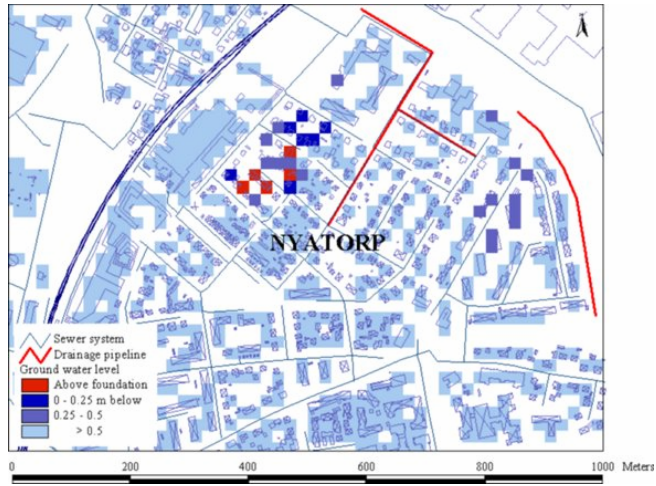 NYATORP
Sewer system
Drainage pipeline
Ground water level
Above foundation
0 - 0.25 m below
0.25 - 0.5
> 0.5
0 200 400 600 800 1000 Meters